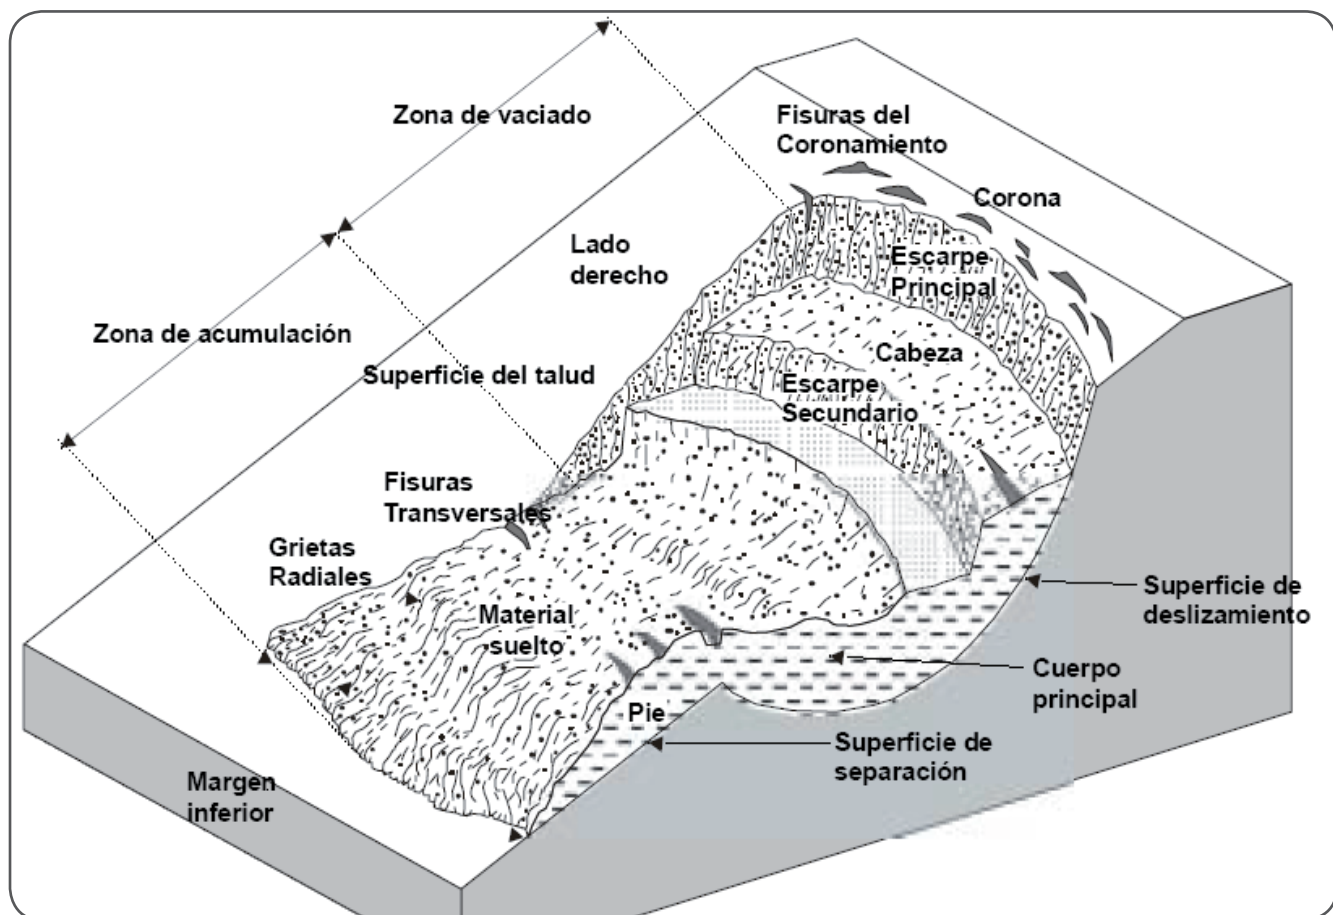 Zona de vaciado
Fisuras del
Coronamiento
Corona
Lado
derecho
Escarpe
Principal
Zona de acumulación
Cabeza
Superficie del talud
Escarpe
Secundario
Fisuras
Transversales
Grietas
Radiales
Superficie de
deslizamiento
Material
suelto
Cuerpo
principal
Pie
Superficie de
separación
Margen
inferior